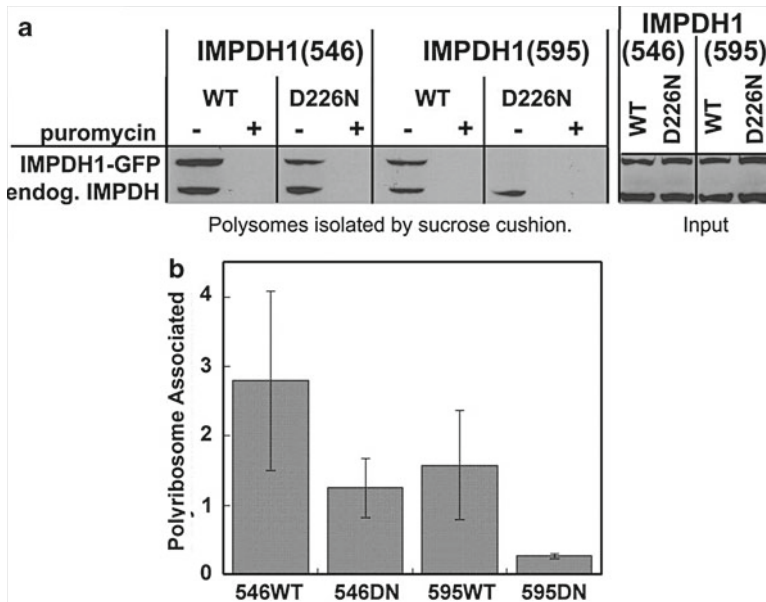 a
IMPDH1(546) IMPDH1(595)
WT D226N WT D226N
puromycin - + - + - + - +
IMPDH1-GFP
endog. IMPDH
Polysomes isolated by sucrose cushion.
IMPDH1
(546) (595)
WT D226N WT D226N
Input
b
Polyribosome Associated
4
3
2
1
0
546WT 546DN 595WT 595DN